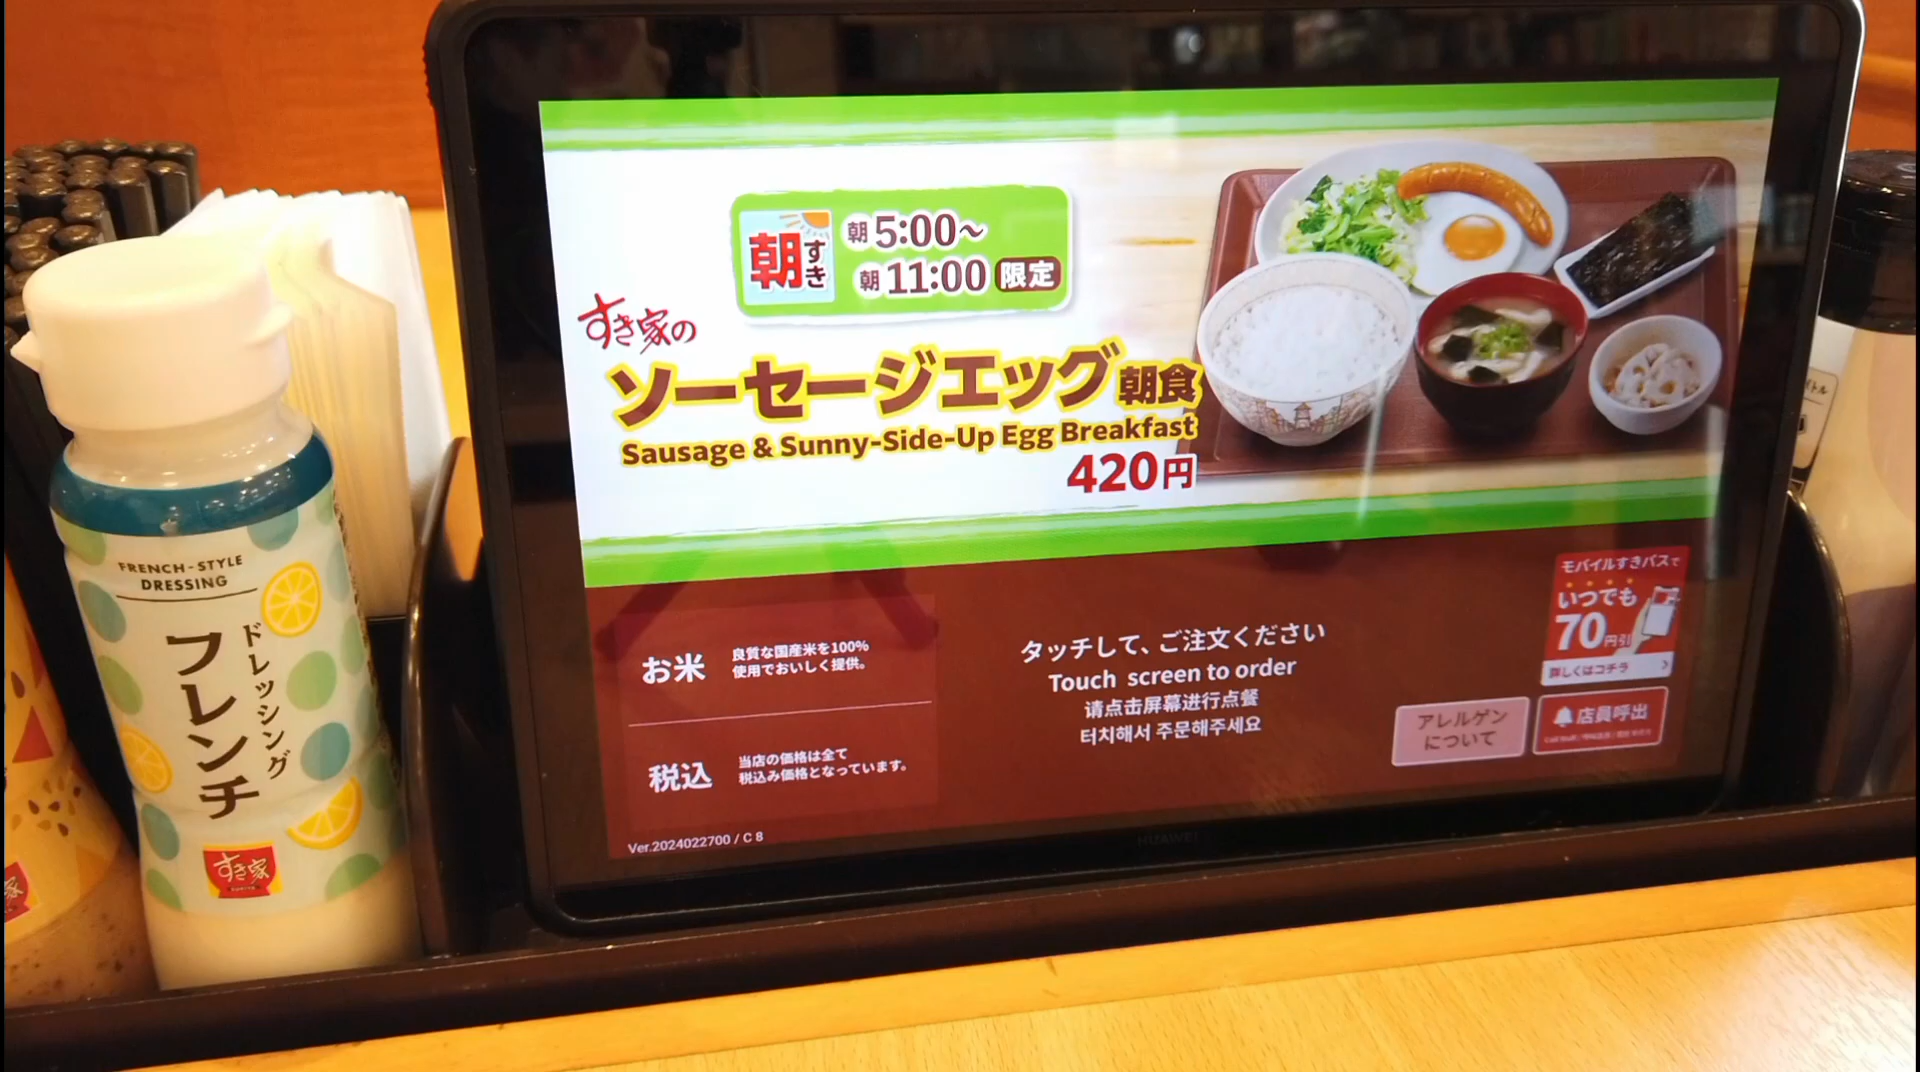 朝すき
朝5:00～
朝11:00 限定
すき家の
ソーセージエッグ朝食
Sausage & Sunny-Side-Up Egg Breakfast
420円
お米
良質な国産米を100%
使用でおいしく提供。
税込
当店の価格は全て
税込み価格となっています。
タッチして、ご注文ください
Touch screen to order
请点击屏幕进行点餐
터치해서 주문해주세요
モバイルすきパスで
いつでも
70円引
詳しくはコチラ
アレルゲン
について
店員呼出
Ver.2024022700 / C 8
HUAWEI
FRENCH-STYLE
DRESSING
ドレッシング
フレンチ
すき家
SUKIYA